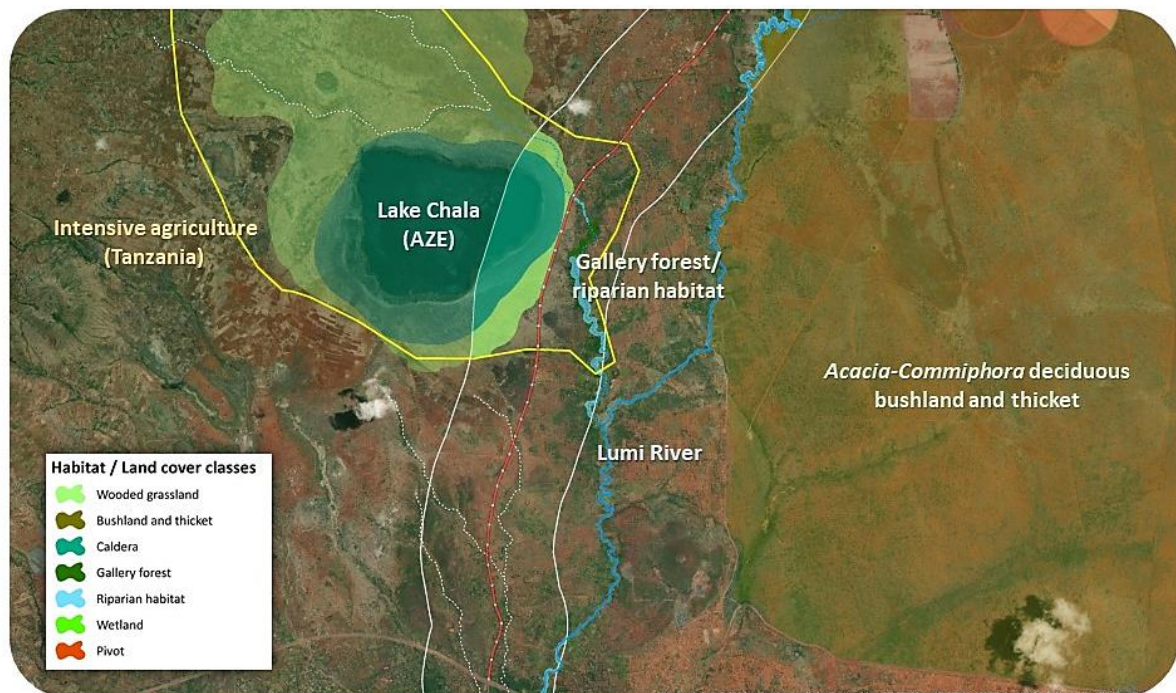 Lake Chala
(AZE)
Intensive agriculture
(Tanzania)
Gallery forest/
riparian habitat
Acacia-Commiphora deciduous
bushland and thicket
Lumi River
Habitat / Land cover classes
Wooded grassland
Bushland and thicket
Caldera
Gallery forest
Riparian habitat
Wetland
Pivot